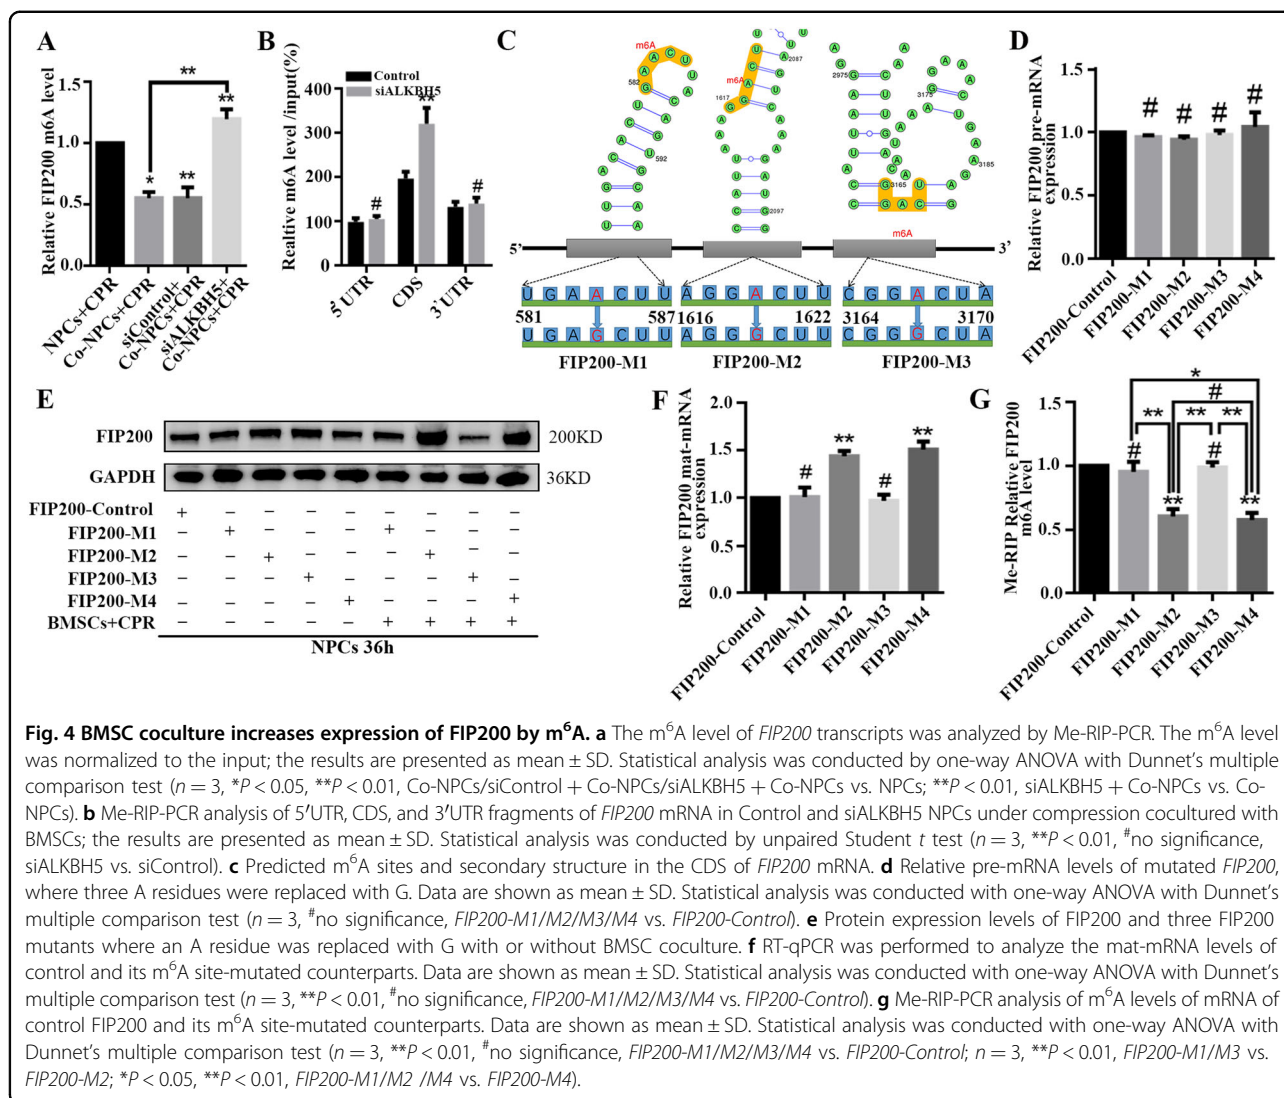 A
Relative FIP200 m6A level
1.5
1.0
0.5
0.0
**
**
*
**
NPCs+CPR
Co-NPCs+CPR
siControl+
Co-NPCs+CPR
siALKBH5+
Co-NPCs+CPR
B
Realtive m6A level /input(%)
400
300
200
100
0
Control
siALKBH5
#
**
#
5 UTR
CDS
3 UTR
C
m6A
582
592
m6A
1617
2087
2097
2975
3175
3185
3165
m6A
5'
3'
U G A A C U U
581 587
U G A G C U U
FIP200-M1
A G G A C U U
1616 1622
A G G G C U U
FIP200-M2
C G G A C U A
3164 3170
C G G G C U A
FIP200-M3
D
Relative FIP200 pre-mRNA
expression
1.5
1.0
0.5
0.0
# # # #
FIP200-Control
FIP200-M1
FIP200-M2
FIP200-M3
FIP200-M4
E
FIP200 200KD
GAPDH 36KD
FIP200-Control + − − − − − − − −
FIP200-M1 − + − − − + − − −
FIP200-M2 − − + − − − + − −
FIP200-M3 − − − + − − − + −
FIP200-M4 − − − − + − − − +
BMSCs+CPR − − − − − + + + +
NPCs 36h
F
Relative FIP200 mat-mRNA
expression
2.0
1.5
1.0
0.5
0.0
# ** # **
FIP200-Control
FIP200-M1
FIP200-M2
FIP200-M3
FIP200-M4
G
Me-RIP Relative FIP200
m6A level
1.5
1.0
0.5
0.0
*
#
** ** **
# ** # **
FIP200-Control
FIP200-M1
FIP200-M2
FIP200-M3
FIP200-M4
Fig. 4 BMSC coculture increases expression of FIP200 by m⁶A. a The m⁶A level of FIP200 transcripts was analyzed by Me-RIP-PCR. The m⁶A level
was normalized to the input; the results are presented as mean ± SD. Statistical analysis was conducted by one-way ANOVA with Dunnet's multiple
comparison test (n = 3, *P < 0.05, **P < 0.01, Co-NPCs/siControl + Co-NPCs/siALKBH5 + Co-NPCs vs. NPCs; **P < 0.01, siALKBH5 + Co-NPCs vs. Co-
NPCs). b Me-RIP-PCR analysis of 5′UTR, CDS, and 3′UTR fragments of FIP200 mRNA in Control and siALKBH5 NPCs under compression cocultured with
BMSCs; the results are presented as mean ± SD. Statistical analysis was conducted by unpaired Student t test (n = 3, **P < 0.01, #no significance,
siALKBH5 vs. siControl). c Predicted m⁶A sites and secondary structure in the CDS of FIP200 mRNA. d Relative pre-mRNA levels of mutated FIP200,
where three A residues were replaced with G. Data are shown as mean ± SD. Statistical analysis was conducted with one-way ANOVA with Dunnet's
multiple comparison test (n = 3, #no significance, FIP200-M1/M2/M3/M4 vs. FIP200-Control). e Protein expression levels of FIP200 and three FIP200
mutants where an A residue was replaced with G with or without BMSC coculture. f RT-qPCR was performed to analyze the mat-mRNA levels of
control and its m⁶A site-mutated counterparts. Data are shown as mean ± SD. Statistical analysis was conducted with one-way ANOVA with Dunnet's
multiple comparison test (n = 3, **P < 0.01, #no significance, FIP200-M1/M2/M3/M4 vs. FIP200-Control). g Me-RIP-PCR analysis of m⁶A levels of mRNA of
control FIP200 and its m⁶A site-mutated counterparts. Data are shown as mean ± SD. Statistical analysis was conducted with one-way ANOVA with
Dunnet's multiple comparison test (n = 3, **P < 0.01, #no significance, FIP200-M1/M2/M3/M4 vs. FIP200-Control; n = 3, **P < 0.01, FIP200-M1/M3 vs.
FIP200-M2; *P < 0.05, **P < 0.01, FIP200-M1/M2 /M4 vs. FIP200-M4).